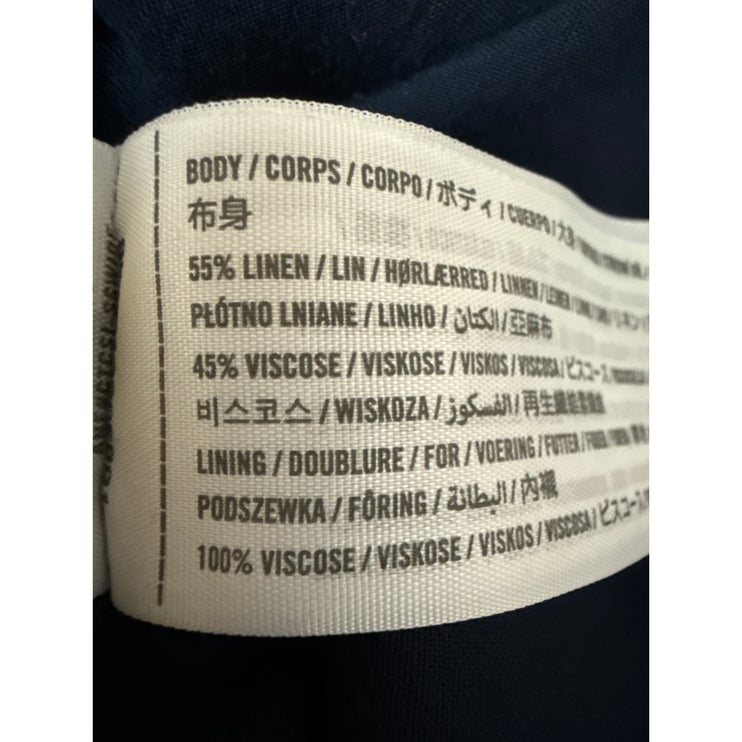 BODY / CORPS / CORPO / ボディ / CUERPO /
布身
55% LINEN / LIN / HØRLÆRRED / LINNEN /
PŁÓTNO LNIANE / LINHO / الكتان / 亞麻布
45% VISCOSE / VISKOSE / VISKOS / VISCOSA / ビスコース /
비스코스 / WISKOZA / الفسكوز / 再生纖維
LINING / DOUBLURE / FOR / VOERING / FUTTER /
PODSZEWKA / FÔRING / البطانة / 內襯
100% VISCOSE / VISKOSE / VISKOS / VISCOSA / ビスコース /